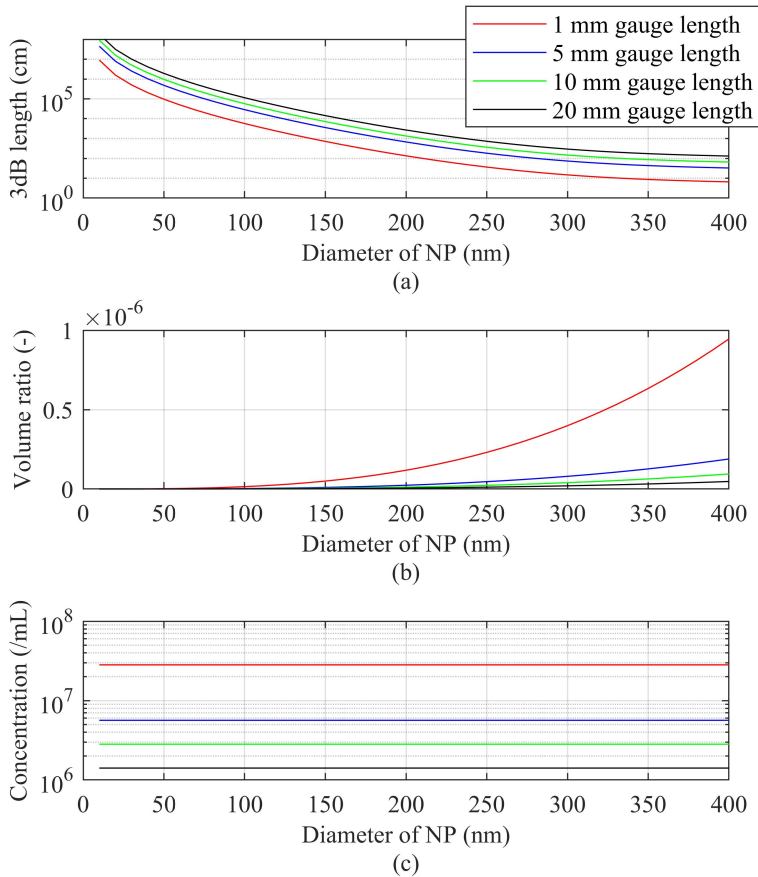 1 mm gauge length
5 mm gauge length
10 mm gauge length
20 mm gauge length
3dB length (cm)
10^5
10^0
0 50 100 150 200 250 300 350 400
Diameter of NP (nm)
(a)
×10^-6
Volume ratio (-)
1
0.5
0
0 50 100 150 200 250 300 350 400
Diameter of NP (nm)
(b)
Concentration (/mL)
10^8
10^7
10^6
0 50 100 150 200 250 300 350 400
Diameter of NP (nm)
(c)